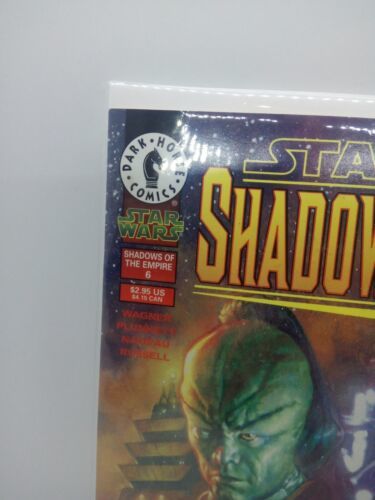 DARK HORSE COMICS
®
STAR WARS
SHADOWS OF
THE EMPIRE
6
$2.95 US
$4.15 CAN
WAGNER
PLUNKETT
NADEAU
RUSSELL
STA
SHADOW